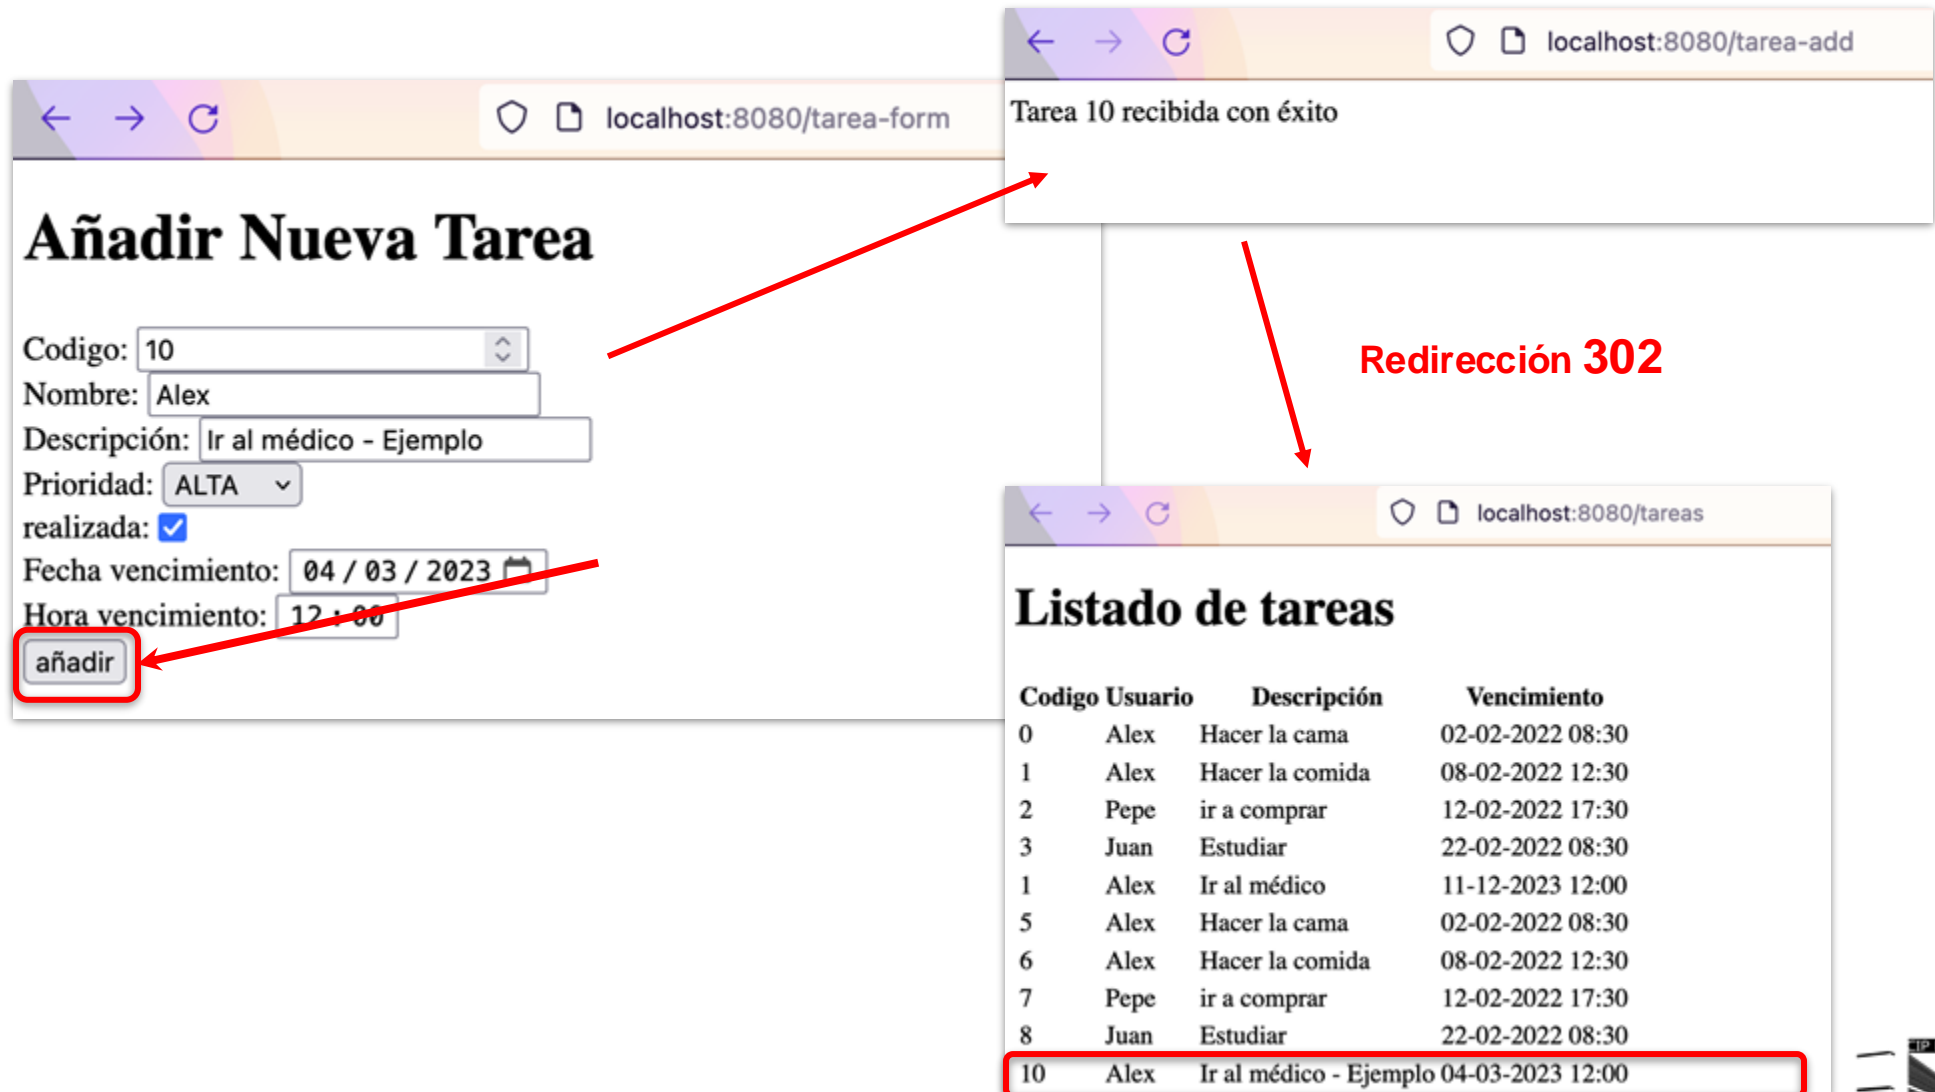 localhost:8080/tarea-form
Añadir Nueva Tarea
Codigo: 10
Nombre: Alex
Descripción: Ir al médico - Ejemplo
Prioridad: ALTA
realizada:
Fecha vencimiento: 04 / 03 / 2023
Hora vencimiento: 12 : 00
añadir
localhost:8080/tarea-add
Tarea 10 recibida con éxito
Redirección 302
localhost:8080/tareas
Listado de tareas
Codigo Usuario Descripción Vencimiento
0 Alex Hacer la cama 02-02-2022 08:30
1 Alex Hacer la comida 08-02-2022 12:30
2 Pepe ir a comprar 12-02-2022 17:30
3 Juan Estudiar 22-02-2022 08:30
1 Alex Ir al médico 11-12-2023 12:00
5 Alex Hacer la cama 02-02-2022 08:30
6 Alex Hacer la comida 08-02-2022 12:30
7 Pepe ir a comprar 12-02-2022 17:30
8 Juan Estudiar 22-02-2022 08:30
10 Alex Ir al médico - Ejemplo 04-03-2023 12:00